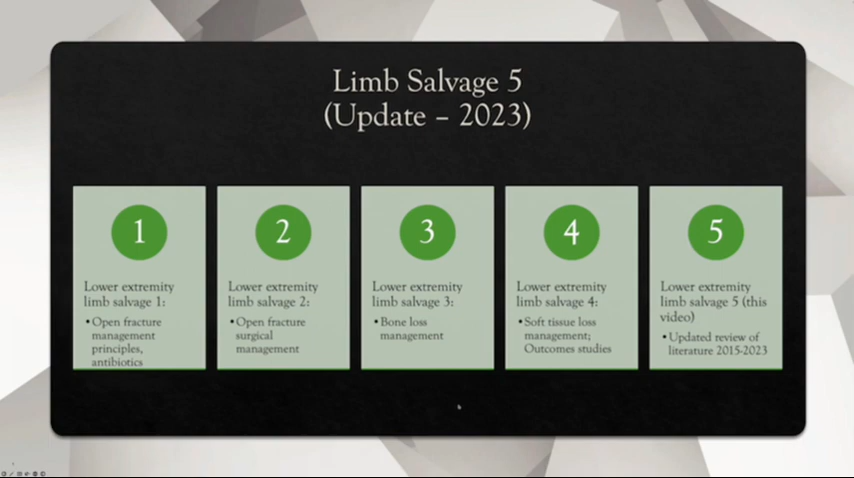 Limb Salvage 5
(Update – 2023)
1
Lower extremity
limb salvage 1:
•Open fracture
management
principles,
antibiotics
2
Lower extremity
limb salvage 2:
•Open fracture
surgical
management
3
Lower extremity
limb salvage 3:
•Bone loss
management
4
Lower extremity
limb salvage 4:
•Soft tissue loss
management;
Outcomes studies
5
Lower extremity
limb salvage 5 (this
video)
•Updated review of
literature 2015-2023